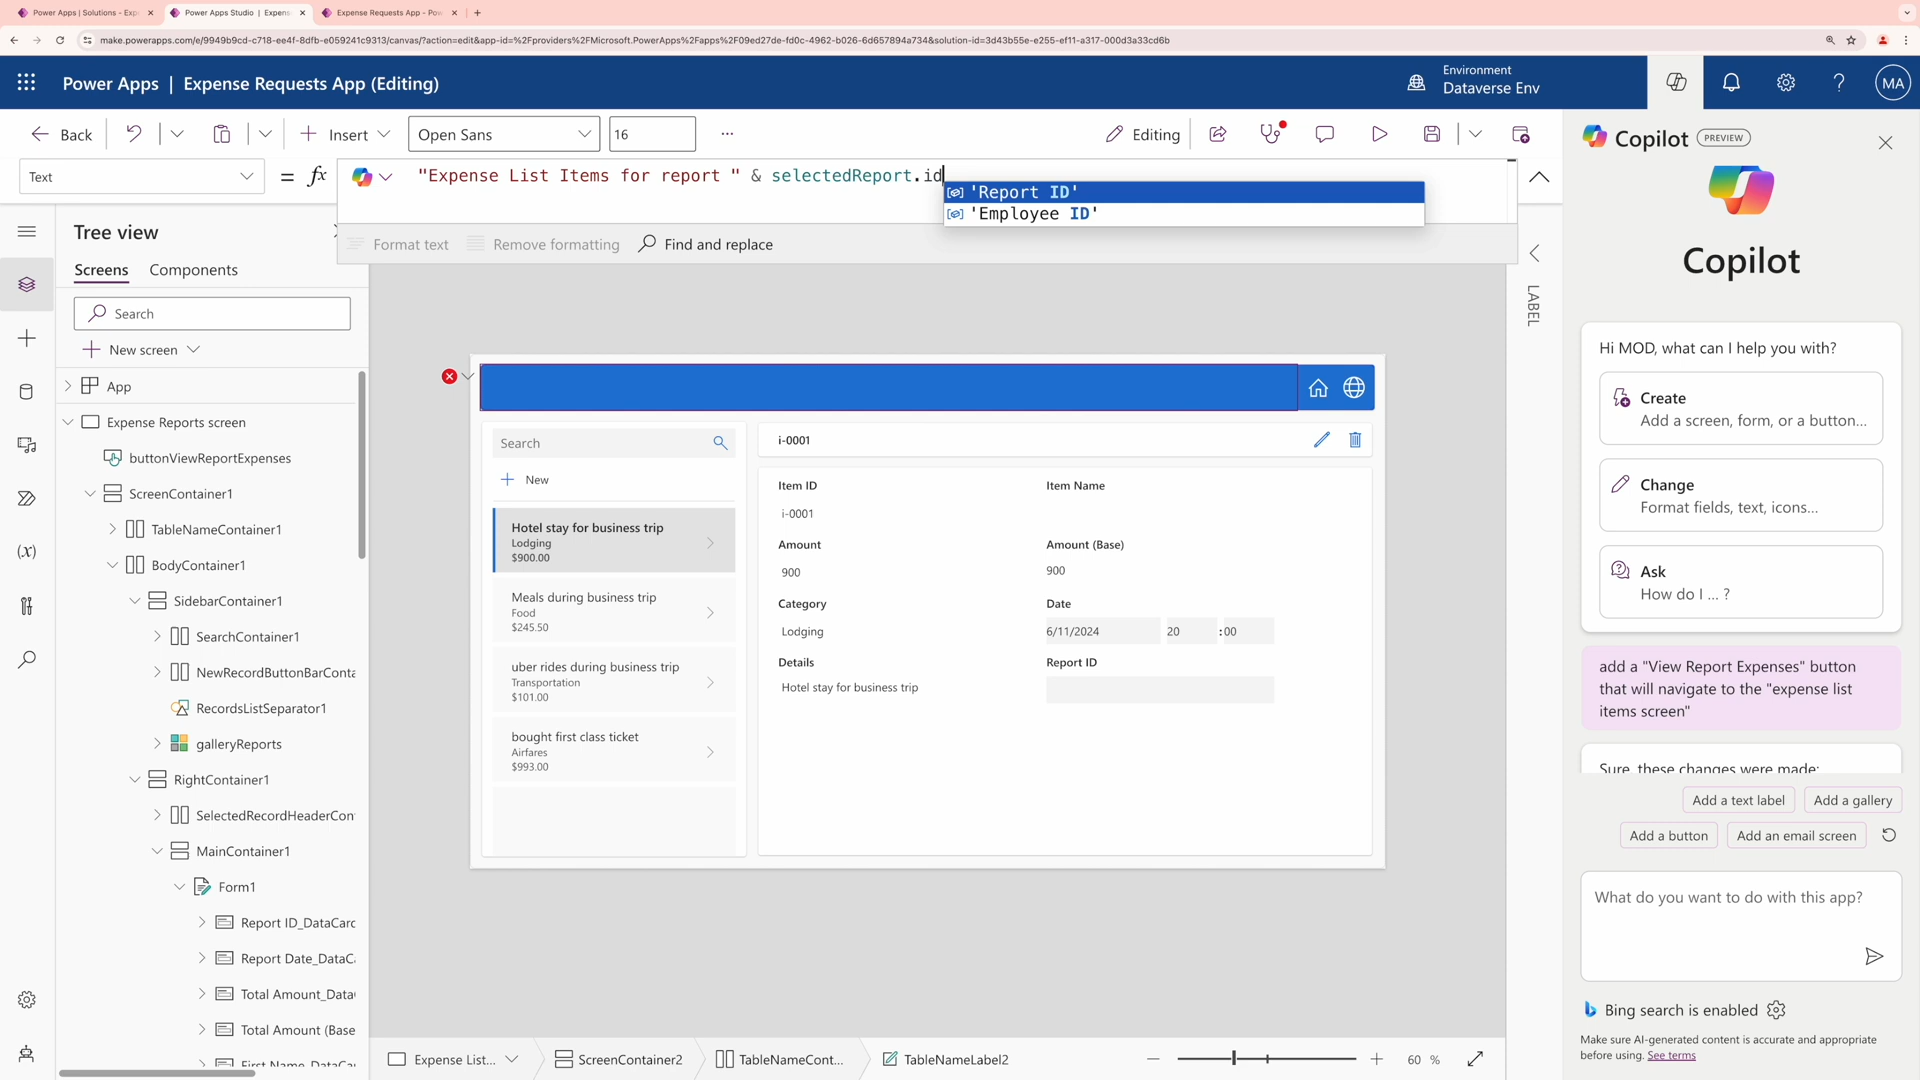 Power Apps | Solutions - Exp
Power Apps Studio | Expens
Expense Requests App - Pow
make.powerapps.com/e/9949b9cd-c718-ee4f-8dfb-e059241c9313/canvas/?action=edit&app-id=%2Fproviders%2FMicrosoft.PowerApps%2Fapps%2F09ed27de-fd0c-4962-b026-6d657894a734&solution-id=3d43b55e-e255-ef11-a317-000d3a33cd6b
Power Apps | Expense Requests App (Editing)
Environment
Dataverse Env
MA
Back
Insert
Open Sans
16
...
Editing
Text
= fx
"Expense List Items for report " & selectedReport.id
'Report ID'
'Employee ID'
Format text
Remove formatting
Find and replace
Tree view
Screens
Components
Search
New screen
App
Expense Reports screen
buttonViewReportExpenses
ScreenContainer1
TableNameContainer1
BodyContainer1
SidebarContainer1
SearchContainer1
NewRecordButtonBarConta
RecordsListSeparator1
galleryReports
RightContainer1
SelectedRecordHeaderCon
MainContainer1
Form1
Report ID_DataCard
Report Date_DataCa
Total Amount_Data
Total Amount (Base
First Name_DataCar
LABEL
Search
New
Hotel stay for business trip
Lodging
$900.00
Meals during business trip
Food
$245.50
uber rides during business trip
Transportation
$101.00
bought first class ticket
Airfares
$993.00
i-0001
Item ID
i-0001
Item Name
Amount
900
Amount (Base)
900
Category
Lodging
Date
6/11/2024 20 :00
Details
Hotel stay for business trip
Report ID
Expense List...
ScreenContainer2
TableNameCont...
TableNameLabel2
60 %
Copilot PREVIEW
Copilot
Hi MOD, what can I help you with?
Create
Add a screen, form, or a button...
Change
Format fields, text, icons...
Ask
How do I ... ?
add a "View Report Expenses" button
that will navigate to the "expense list
items screen"
Sure, these changes were made:
Add a text label
Add a gallery
Add a button
Add an email screen
What do you want to do with this app?
Bing search is enabled
Make sure AI-generated content is accurate and appropriate
before using. See terms